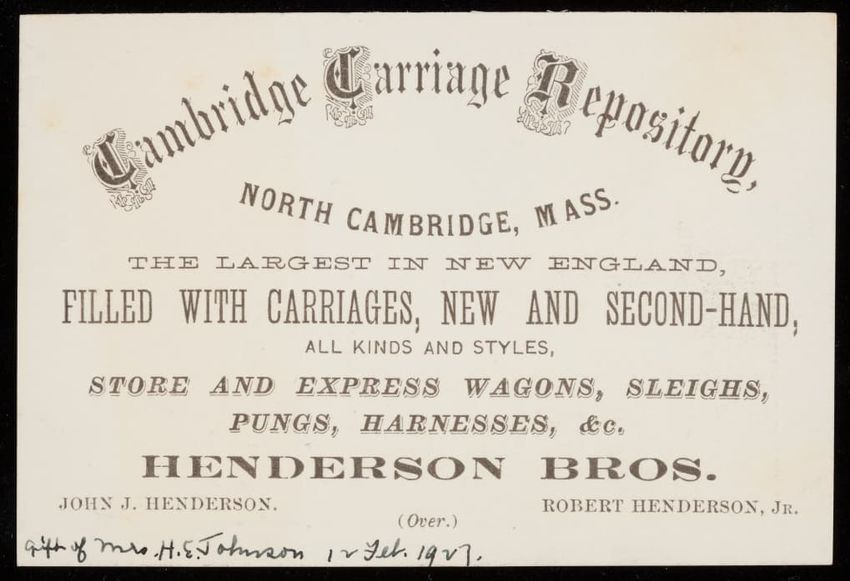 Cambridge Carriage Repository,
NORTH CAMBRIDGE, MASS.
THE LARGEST IN NEW ENGLAND,
FILLED WITH CARRIAGES, NEW AND SECOND-HAND,
ALL KINDS AND STYLES,
STORE AND EXPRESS WAGONS, SLEIGHS,
PUNGS, HARNESSES, &c.
HENDERSON BROS.
JOHN J. HENDERSON. ROBERT HENDERSON, JR.
(Over.)
Gift of Mrs. H.E. Johnson 12 Feb. 1927.